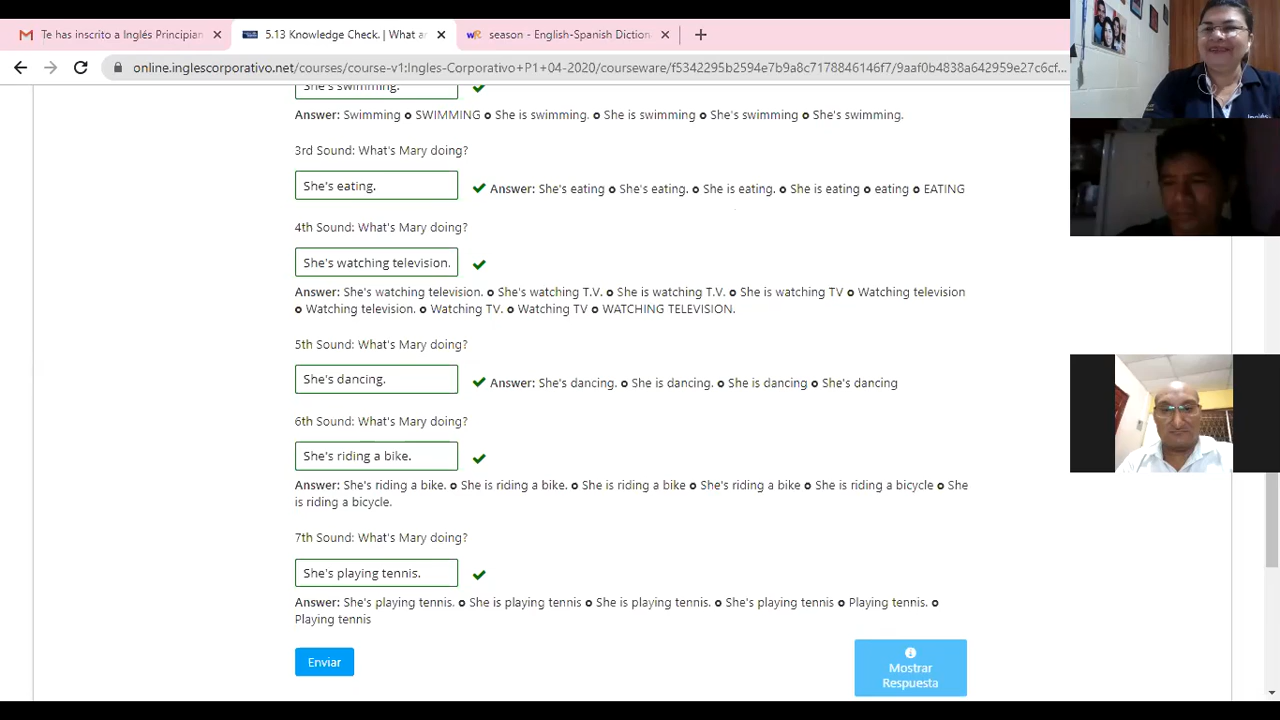 Te has inscrito a Inglés Principian
5.13 Knowledge Check. | What ar
season - English-Spanish Diction
online.inglescorporativo.net/courses/course-v1:Ingles-Corporativo+P1+04-2020/courseware/f5342295b2594e7b9a8c7178846146f7/9aaf0b4838a642959e27c6cf...
She's swimming.
Answer: Swimming o SWIMMING o She is swimming. o She is swimming o She's swimming o She's swimming.
3rd Sound: What's Mary doing?
She's eating.
Answer: She's eating o She's eating. o She is eating. o She is eating o eating o EATING
4th Sound: What's Mary doing?
She's watching television.
Answer: She's watching television. o She's watching T.V. o She is watching T.V. o She is watching TV o Watching television
o Watching television. o Watching TV. o Watching TV o WATCHING TELEVISION.
5th Sound: What's Mary doing?
She's dancing.
Answer: She's dancing. o She is dancing. o She is dancing o She's dancing
6th Sound: What's Mary doing?
She's riding a bike.
Answer: She's riding a bike. o She is riding a bike. o She is riding a bike o She's riding a bike o She is riding a bicycle o She
is riding a bicycle.
7th Sound: What's Mary doing?
She's playing tennis.
Answer: She's playing tennis. o She is playing tennis o She is playing tennis. o She's playing tennis o Playing tennis. o
Playing tennis
Enviar
Mostrar
Respuesta